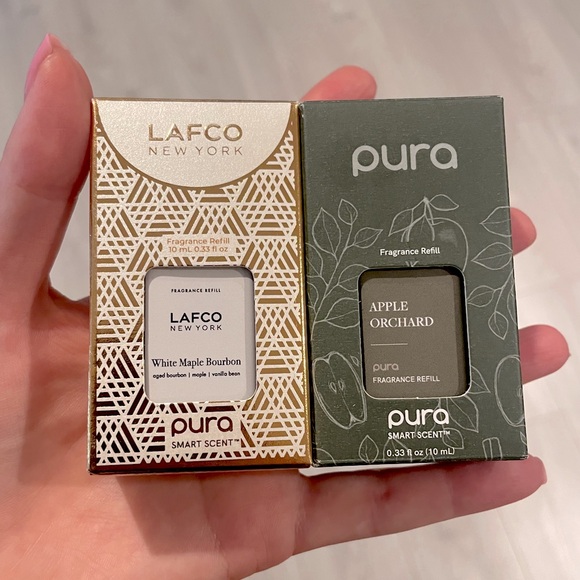 LAFCO
NEW YORK
Fragrance Refill
10 mL 0.33 fl oz
FRAGRANCE REFILL
LAFCO
NEW YORK
White Maple Bourbon
aged bourbon | maple | vanilla bean
pura
SMART SCENT™
pura
Fragrance Refill
APPLE
ORCHARD
pura
FRAGRANCE REFILL
pura
SMART SCENT™
0.33 fl oz (10 mL)